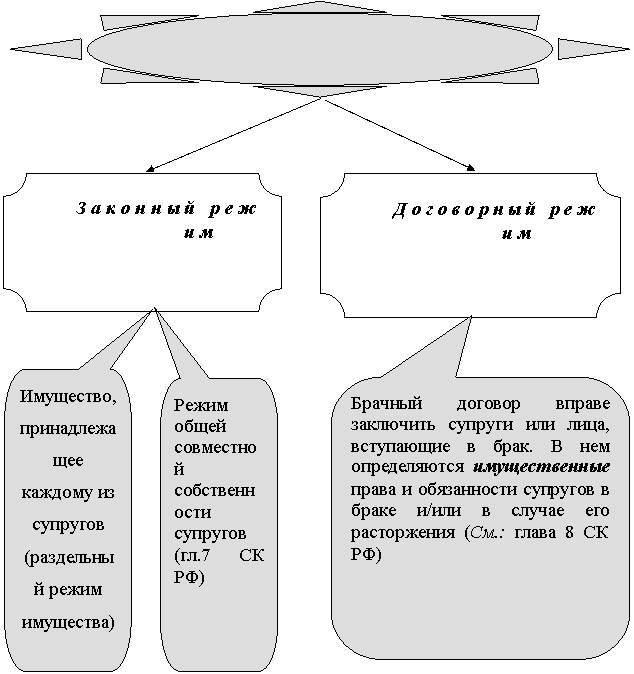 З а к о н н ы й  р е ж
и м
Д о г о в о р н ы й  р е ж
и м
Имущество,
принадлежа
щее
каждому из
супругов
(раздельны
й режим
имущества)
Режим
общей
совместно
й
собственн
ости
супругов
(гл.7 СК
РФ)
Брачный договор вправе
заключить супруги или лица,
вступающие в брак. В нем
определяются имущественные
права и обязанности супругов в
браке и/или в случае его
расторжения (См.: глава 8 СК
РФ)